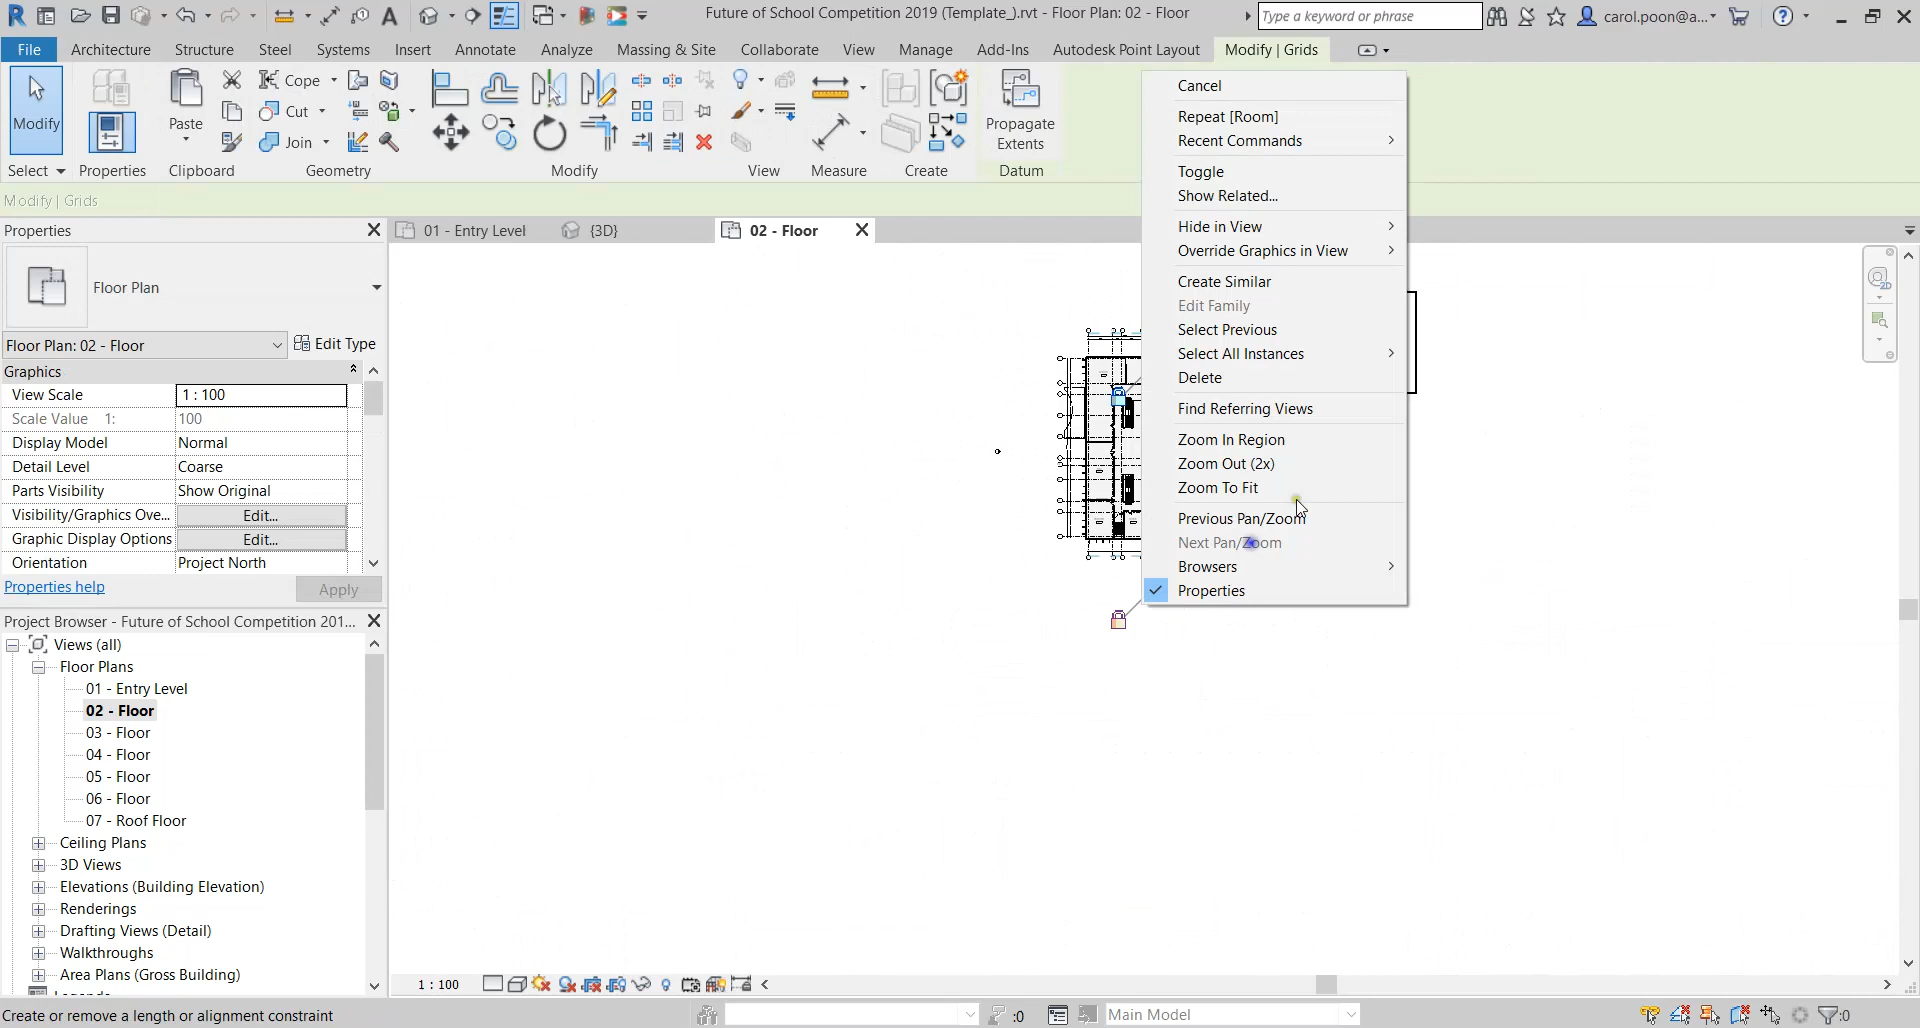 Future of School Competition 2019 (Template_).rvt - Floor Plan: 02 - Floor
Type a keyword or phrase
carol.poon@a...
File Architecture Structure Steel Systems Insert Annotate Analyze Massing & Site Collaborate View Manage Add-Ins Autodesk Point Layout Modify | Grids
Modify
Paste
Cope
Cut
Join
Propagate
Extents
Select Properties Clipboard Geometry Modify View Measure Create Datum
Modify | Grids
Properties
Floor Plan
Floor Plan: 02 - Floor
Edit Type
Graphics
View Scale 1 : 100
Scale Value 1: 100
Display Model Normal
Detail Level Coarse
Parts Visibility Show Original
Visibility/Graphics Ove... Edit...
Graphic Display Options Edit...
Orientation Project North
Properties help
Apply
Project Browser - Future of School Competition 201...
Views (all)
Floor Plans
01 - Entry Level
02 - Floor
03 - Floor
04 - Floor
05 - Floor
06 - Floor
07 - Roof Floor
Ceiling Plans
3D Views
Elevations (Building Elevation)
Renderings
Drafting Views (Detail)
Walkthroughs
Area Plans (Gross Building)
01 - Entry Level
{3D}
02 - Floor
Cancel
Repeat [Room]
Recent Commands
Toggle
Show Related...
Hide in View
Override Graphics in View
Create Similar
Edit Family
Select Previous
Select All Instances
Delete
Find Referring Views
Zoom In Region
Zoom Out (2x)
Zoom To Fit
Previous Pan/Zoom
Next Pan/Zoom
Browsers
Properties
2D
1 : 100
Create or remove a length or alignment constraint
:0
Main Model
:0